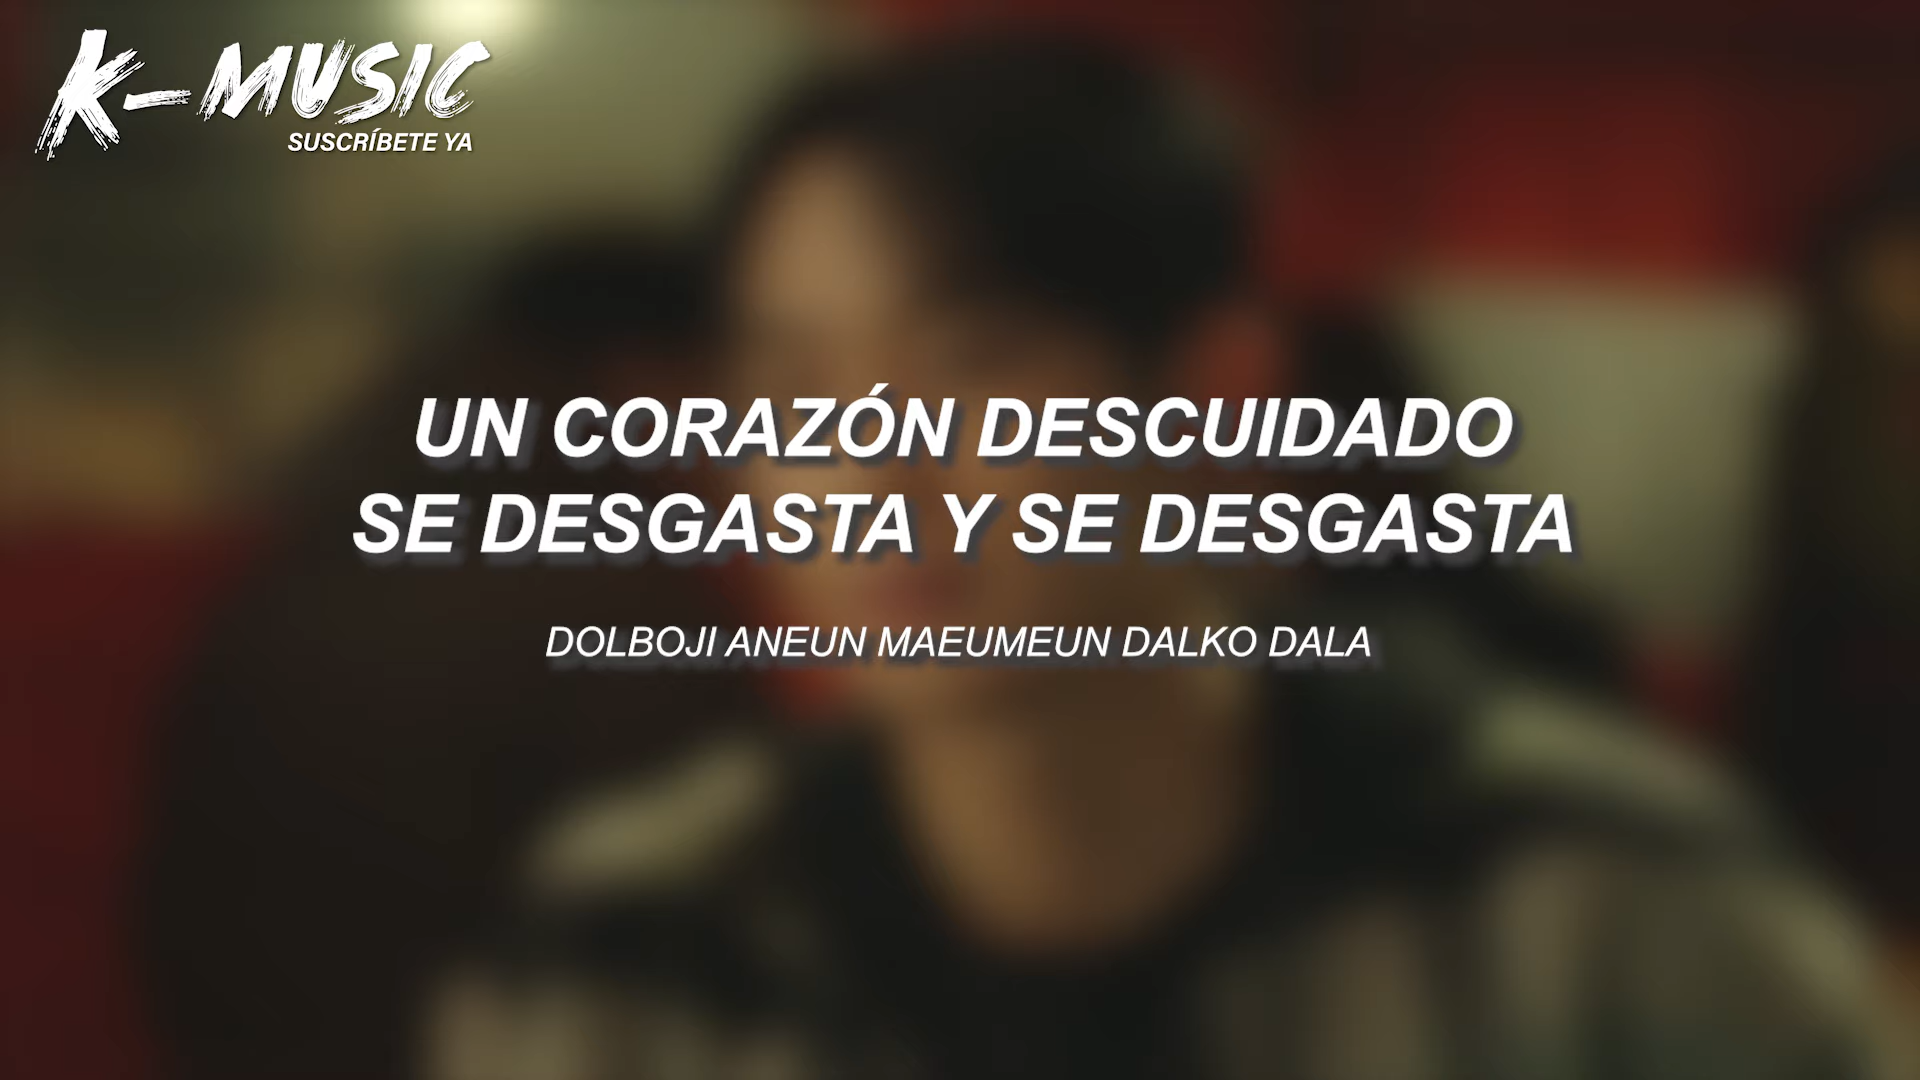 K-MUSIC
SUSCRÍBETE YA
UN CORAZÓN DESCUIDADO
SE DESGASTA Y SE DESGASTA
DOLBOJI ANEUN MAEUMEUN DALKO DALA